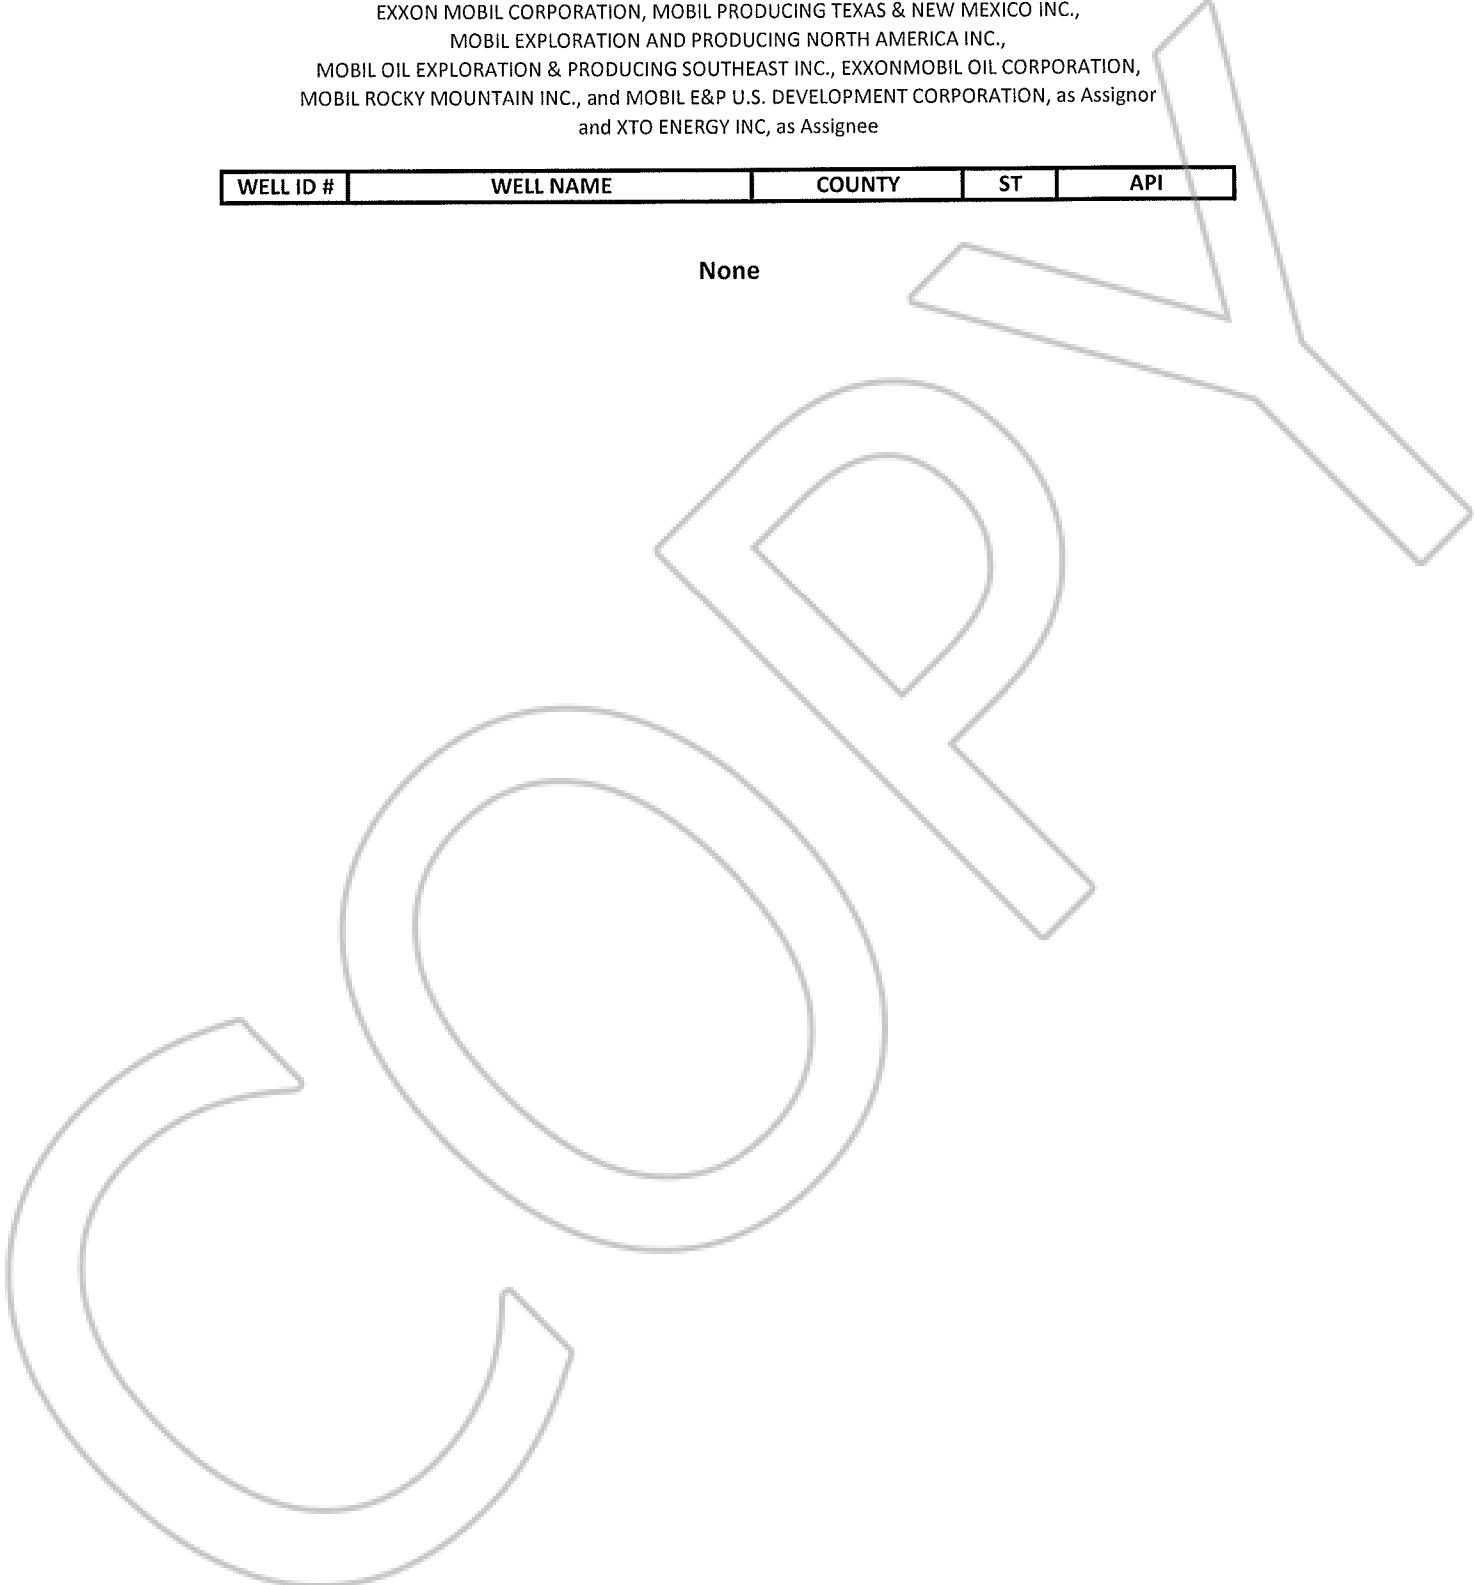 EXXON MOBIL CORPORATION, MOBIL PRODUCING TEXAS & NEW MEXICO INC.,
MOBIL EXPLORATION AND PRODUCING NORTH AMERICA INC.,
MOBIL OIL EXPLORATION & PRODUCING SOUTHEAST INC., EXXONMOBIL OIL CORPORATION,
MOBIL ROCKY MOUNTAIN INC., and MOBIL E&P U.S. DEVELOPMENT CORPORATION, as Assignor
and XTO ENERGY INC, as Assignee
WELL ID # WELL NAME COUNTY ST API
None
COPY